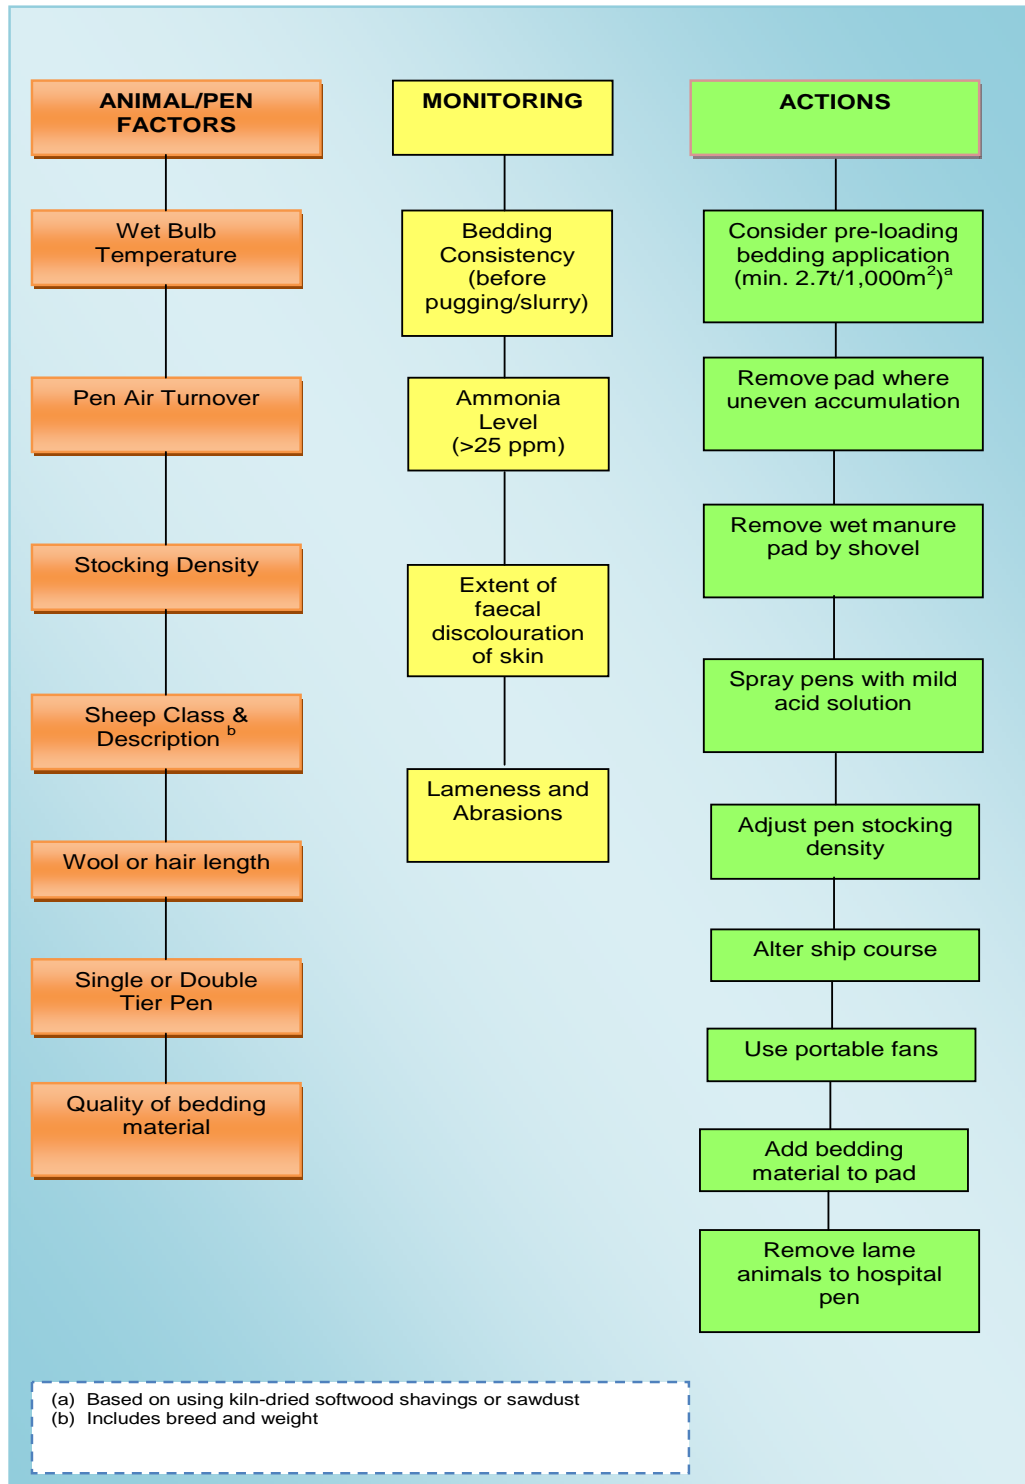 ANIMAL/PEN
FACTORS
Wet Bulb
Temperature
Pen Air Turnover
Stocking Density
Sheep Class &
Description b
Wool or hair length
Single or Double
Tier Pen
Quality of bedding
material
MONITORING
Bedding
Consistency
(before
pugging/slurry)
Ammonia
Level
(>25 ppm)
Extent of
faecal
discolouration
of skin
Lameness and
Abrasions
ACTIONS
Consider pre-loading
bedding application
(min. 2.7t/1,000m²)ᵃ
Remove pad where
uneven accumulation
Remove wet manure
pad by shovel
Spray pens with mild
acid solution
Adjust pen stocking
density
Alter ship course
Use portable fans
Add bedding
material to pad
Remove lame
animals to hospital
pen
(a) Based on using kiln-dried softwood shavings or sawdust
(b) Includes breed and weight